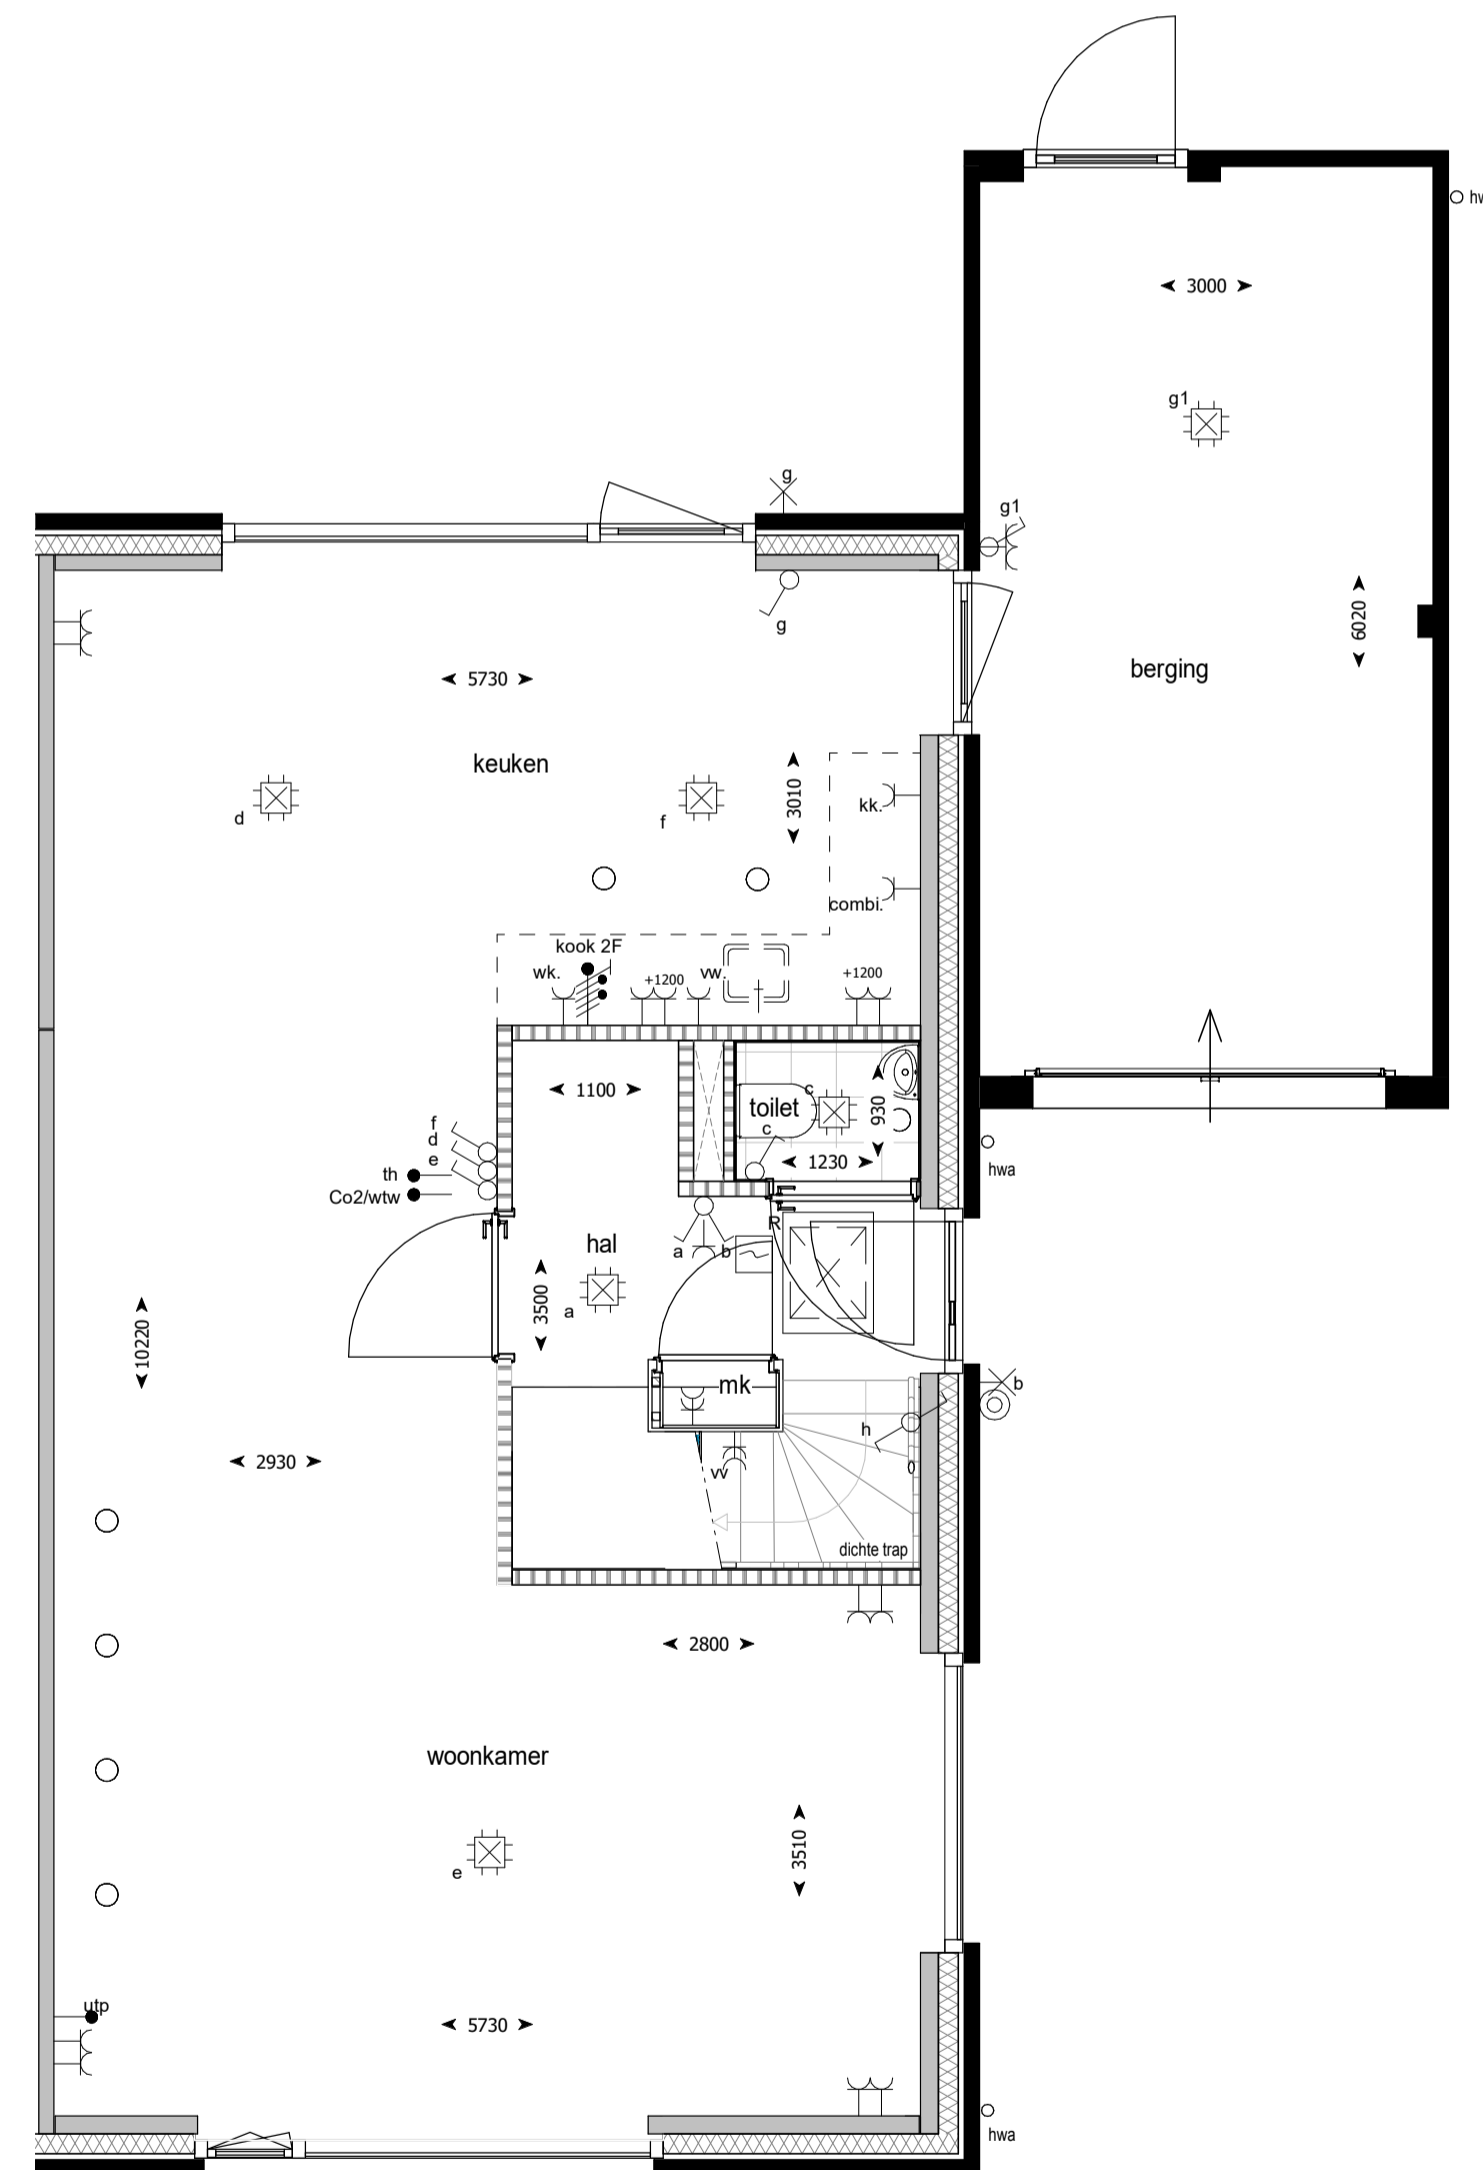 hw
3000
g1
g
g1
g
6020
berging
5730
keuken
3010
kk.
d
f
combi.
kook 2F
wk.
+1200
vw.
+1200
1100
c
toilet
930
c
1230
f
d
e
th
Co2/wtw
hwa
R
hal
a
b
3500
a
10220
mk
b
h
2930
vv
0
dichte trap
2800
woonkamer
3510
e
utp
5730
hwa